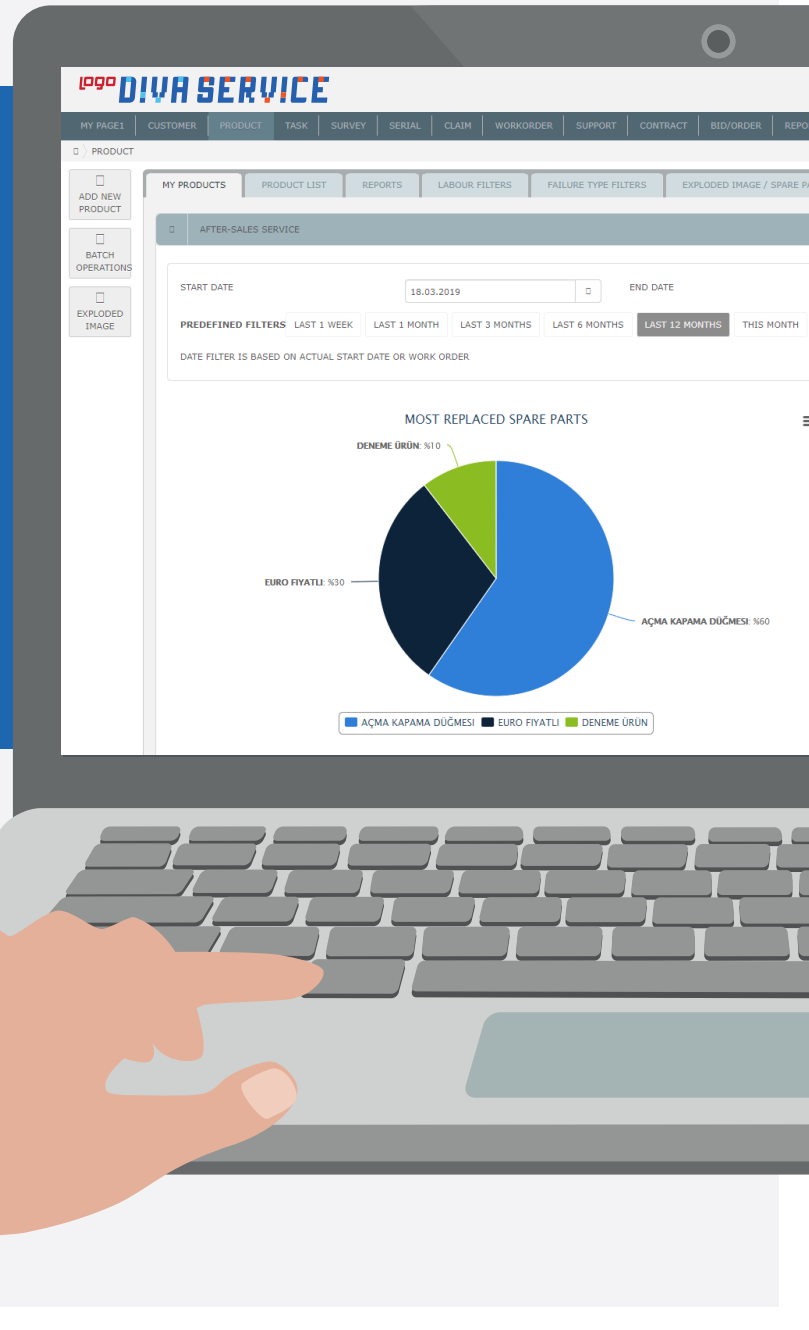 LOGO DIVA SERVICE
MY PAGE1 CUSTOMER PRODUCT TASK SURVEY SERIAL CLAIM WORKORDER SUPPORT CONTRACT BID/ORDER REPO
PRODUCT
ADD NEW
PRODUCT
BATCH
OPERATIONS
EXPLODED
IMAGE
MY PRODUCTS PRODUCT LIST REPORTS LABOUR FILTERS FAILURE TYPE FILTERS EXPLODED IMAGE / SPARE PA
AFTER-SALES SERVICE
START DATE 18.03.2019 END DATE
PREDEFINED FILTERS LAST 1 WEEK LAST 1 MONTH LAST 3 MONTHS LAST 6 MONTHS LAST 12 MONTHS THIS MONTH
DATE FILTER IS BASED ON ACTUAL START DATE OR WORK ORDER
MOST REPLACED SPARE PARTS
DENEME ÜRÜN: %10
EURO FIYATLI: %30
AÇMA KAPAMA DÜĞMESI: %60
AÇMA KAPAMA DÜĞMESI EURO FIYATLI DENEME ÜRÜN